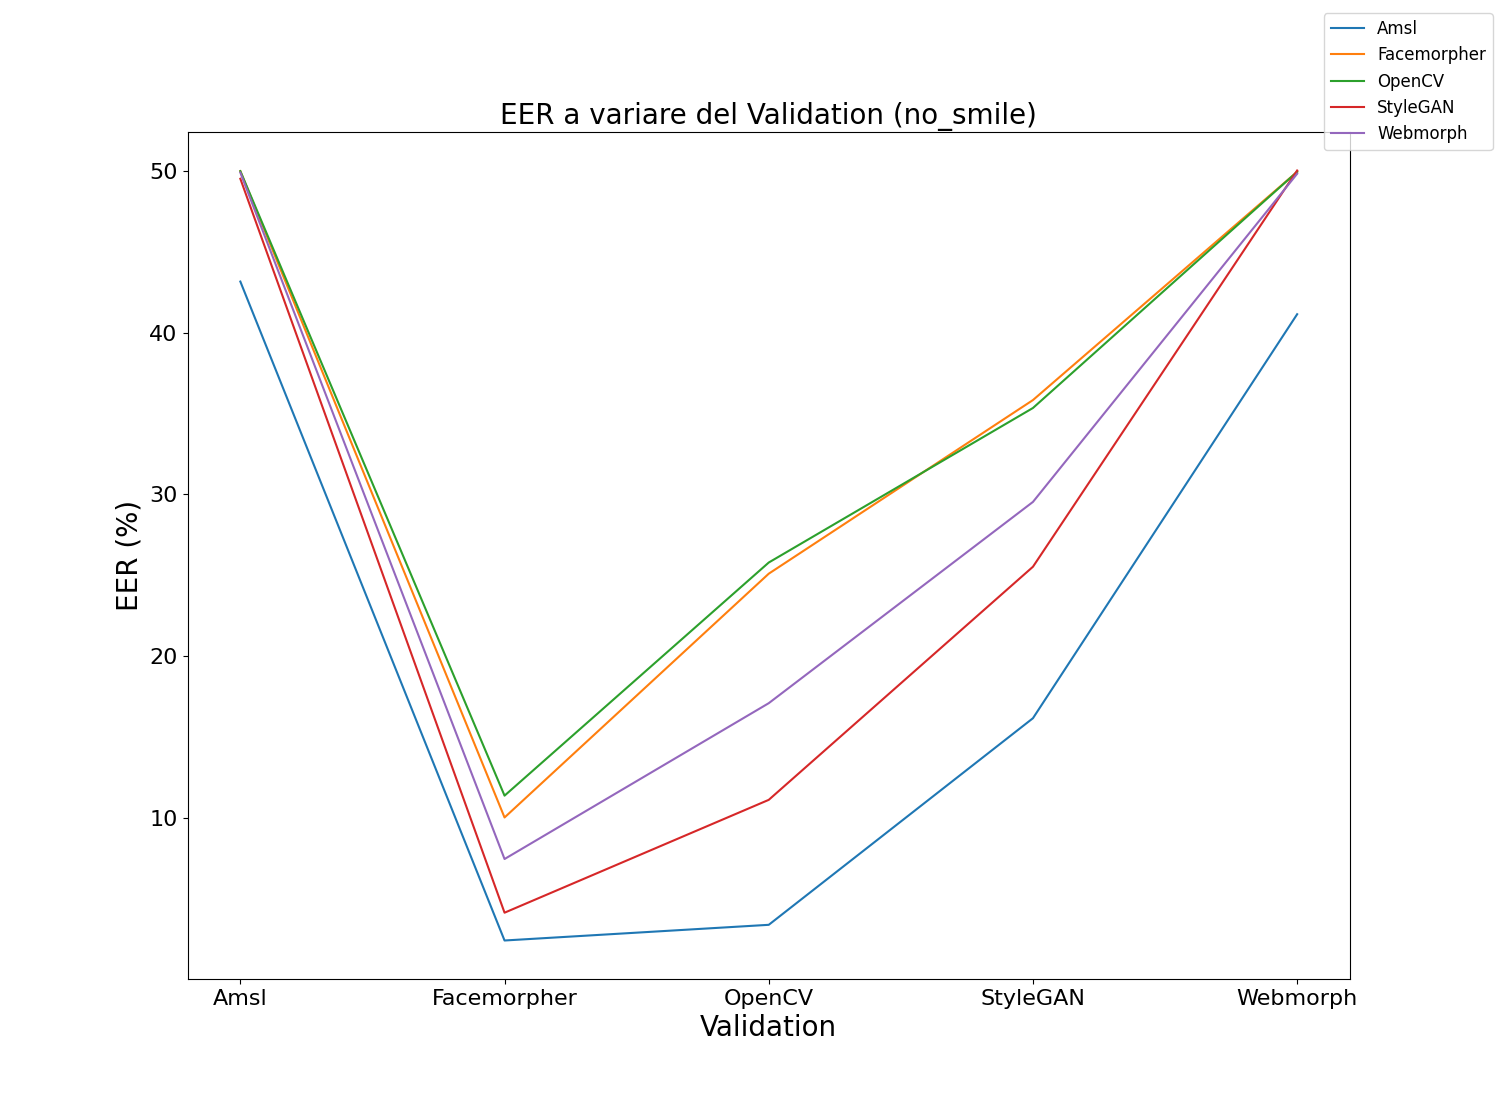 Amsl
Facemorpher
OpenCV
StyleGAN
Webmorph
EER a variare del Validation (no_smile)
50
40
30
20
10
EER (%)
Amsl Facemorpher OpenCV StyleGAN Webmorph
Validation